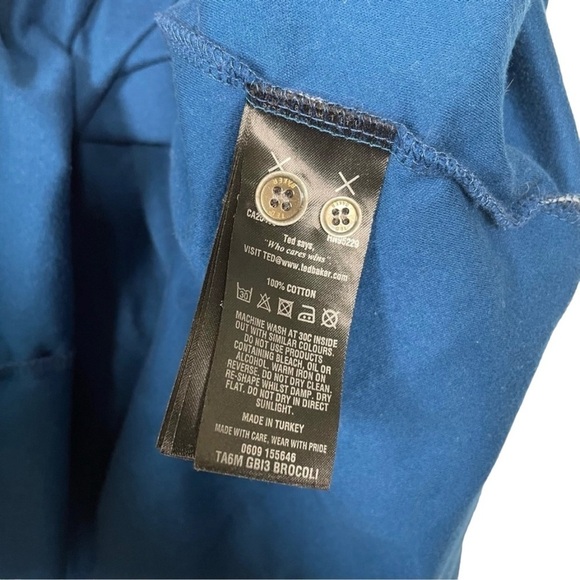 Ted says,
"Who cares wins"
VISIT TED@www.tedbaker.com
100% COTTON
30
MACHINE WASH AT 30C INSIDE
OUT WITH SIMILAR COLOURS.
DO NOT USE PRODUCTS
CONTAINING BLEACH, OIL OR
ALCOHOL. WARM IRON ON
REVERSE. DO NOT DRY CLEAN.
RE-SHAPE WHILST DAMP. DRY
FLAT. DO NOT DRY IN DIRECT
SUNLIGHT.
MADE IN TURKEY
MADE WITH CARE, WEAR WITH PRIDE
0609 155646
TA6M GBI3 BROCOLI